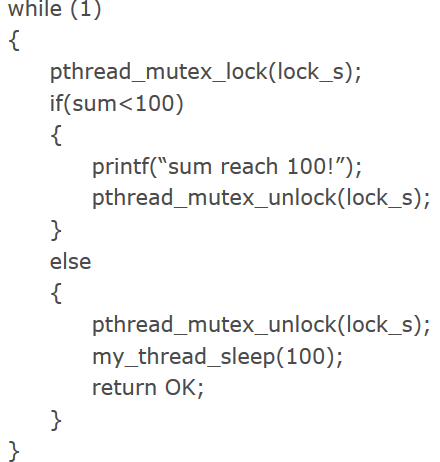 while (1)
{
pthread_mutex_lock(lock_s);
if(sum<100)
{
printf(“sum reach 100!”);
pthread_mutex_unlock(lock_s);
}
else
{
pthread_mutex_unlock(lock_s);
my_thread_sleep(100);
return OK;
}
}